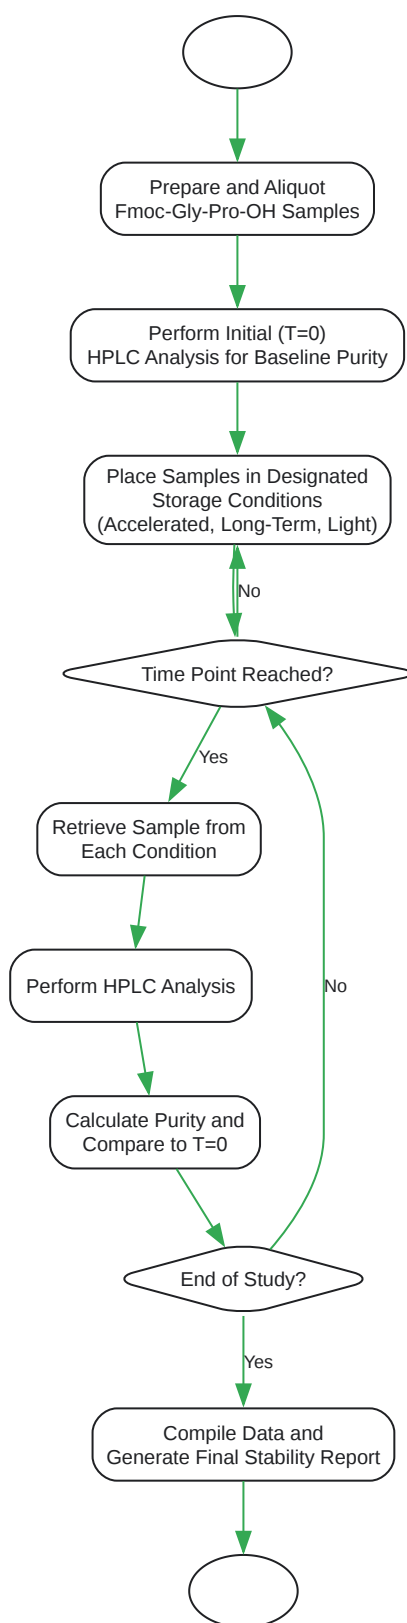 Prepare and Aliquot
Fmoc-Gly-Pro-OH Samples
Perform Initial (T=0)
HPLC Analysis for Baseline Purity
Place Samples in Designated
Storage Conditions
(Accelerated, Long-Term, Light)
No
Time Point Reached?
Yes
Retrieve Sample from
Each Condition
Perform HPLC Analysis
No
Calculate Purity and
Compare to T=0
End of Study?
Yes
Compile Data and
Generate Final Stability Report